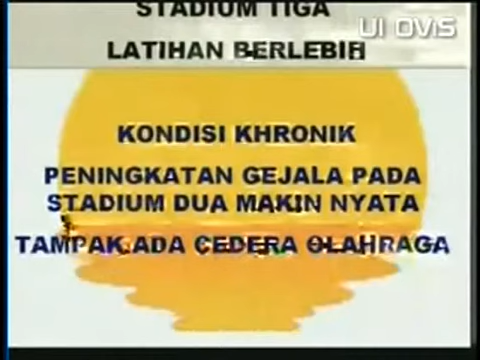 STADIUM TIGA
UI OVIS
LATIHAN BERLEBIH
KONDISI KHRONIK
PENINGKATAN GEJALA PADA
STADIUM DUA MAKIN NYATA
TAMPAK ADA CEDERA OLAHRAGA